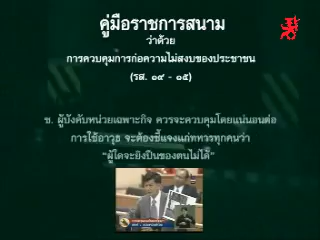 คู่มือราชการสนาม
ว่าด้วย
การควบคุมการก่อความไม่สงบของประชาชน
(รส. ๑๙ - ๑๕)
ข. ผู้บังคับหน่วยเฉพาะกิจ ควรจะควบคุมโดยแน่นอนต่อ
การใช้อาวุธ จะต้องชี้แจงแก่ทหารทุกคนว่า
“ผู้ใดจะยิงปืนของตนไม่ได้”